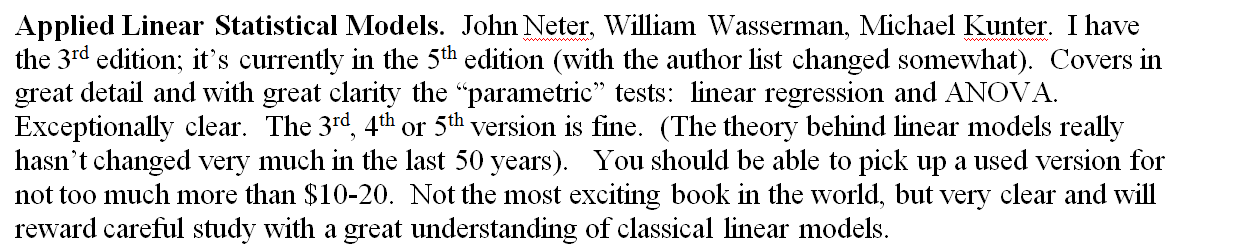 Applied Linear Statistical Models.  John Neter, William Wasserman, Michael Kunter.  I have
the 3rd edition; it’s currently in the 5th edition (with the author list changed somewhat).  Covers in
great detail and with great clarity the “parametric” tests:  linear regression and ANOVA.
Exceptionally clear.  The 3rd, 4th or 5th version is fine.  (The theory behind linear models really
hasn’t changed very much in the last 50 years).   You should be able to pick up a used version for
not too much more than $10-20.  Not the most exciting book in the world, but very clear and will
reward careful study with a great understanding of classical linear models.